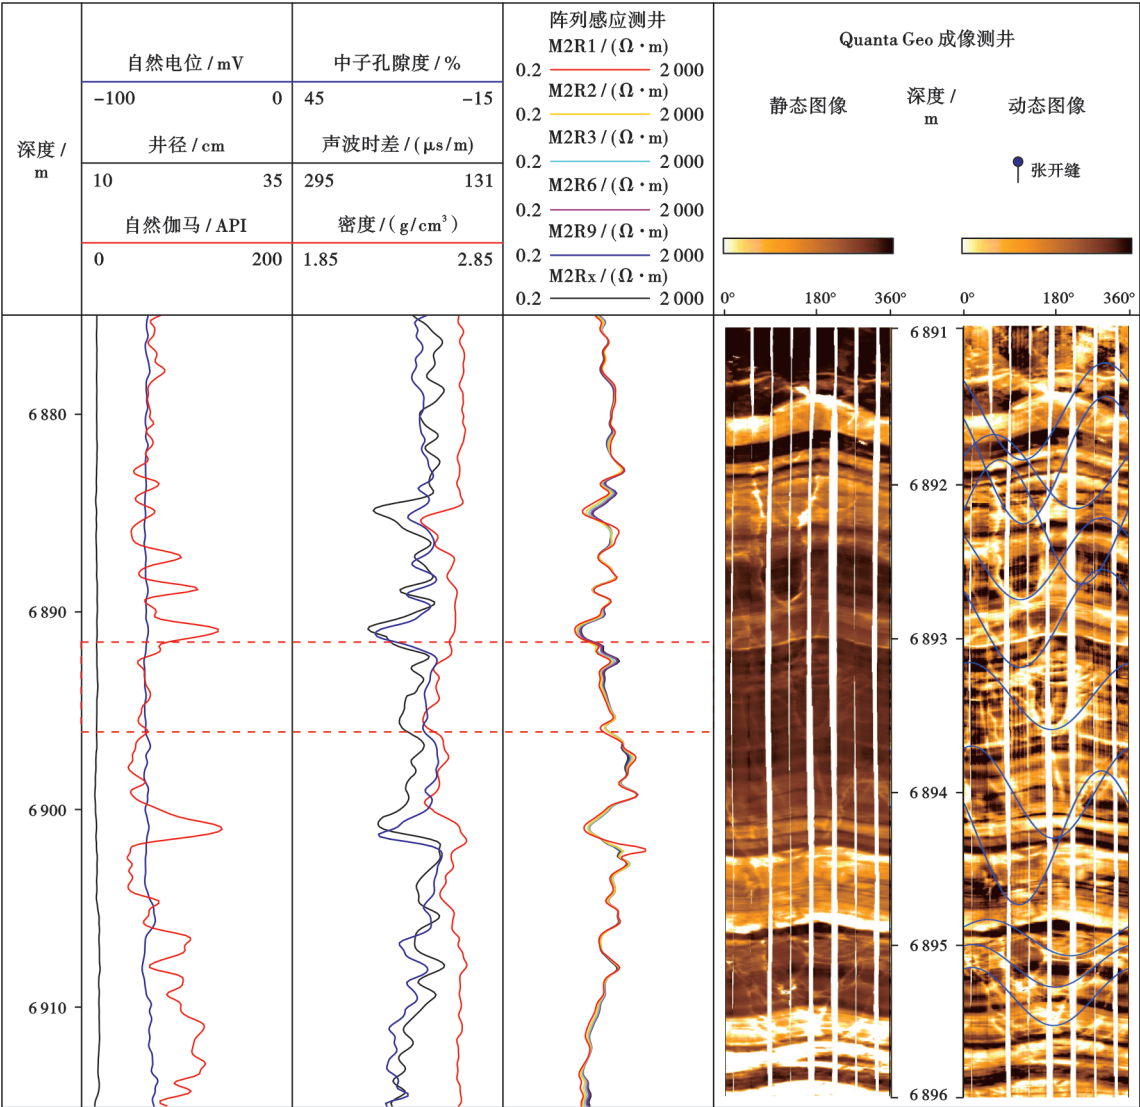 深度 /
m
自然电位 / mV
-100 0
井径 / cm
10 35
自然伽马 / API
0 200
中子孔隙度 / %
45 -15
声波时差 / (μs/m)
295 131
密度 / (g/cm³)
1.85 2.85
阵列感应测井
M2R1 / (Ω·m)
0.2 2 000
M2R2 / (Ω·m)
0.2 2 000
M2R3 / (Ω·m)
0.2 2 000
M2R6 / (Ω·m)
0.2 2 000
M2R9 / (Ω·m)
0.2 2 000
M2Rx / (Ω·m)
0.2 2 000
Quanta Geo 成像测井
静态图像
深度 /
m
动态图像
张开缝
0° 180° 360°
0° 180° 360°
6 880
6 890
6 900
6 910
6 891
6 892
6 893
6 894
6 895
6 896